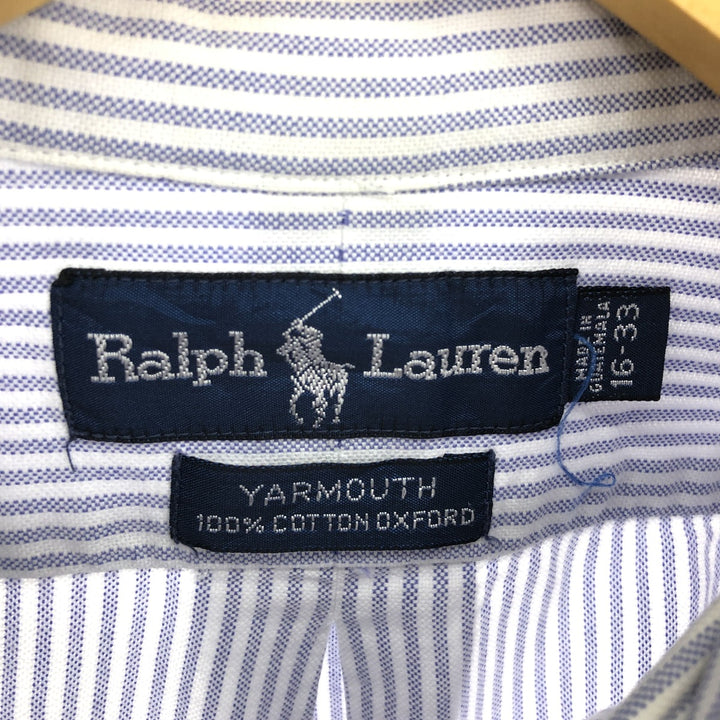 Ralph Lauren
MADE IN
GUATEMALA
16-33
YARMOUTH
100% COTTON OXFORD